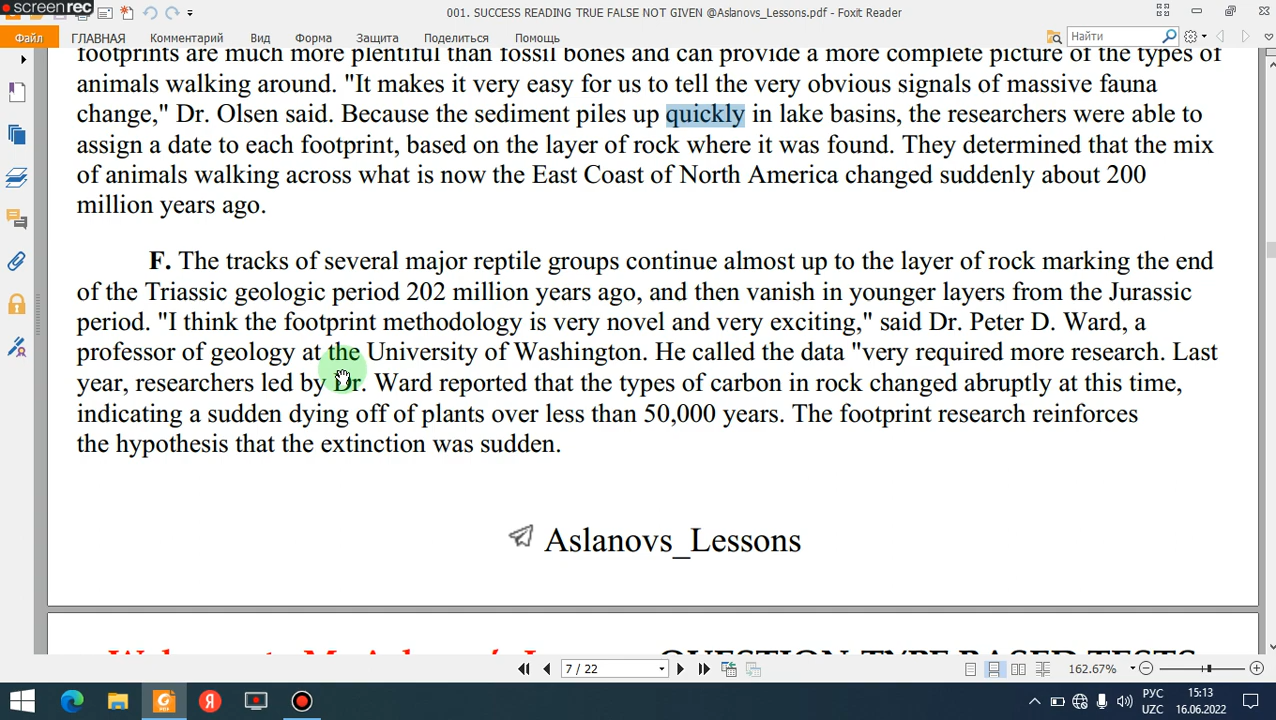 screenrec
001. SUCCESS READING TRUE FALSE NOT GIVEN @Aslanovs_Lessons.pdf - Foxit Reader
Файл ГЛАВНАЯ Комментарий Вид Форма Защита Поделиться Помощь Найти
footprints are much more plentiful than fossil bones and can provide a more complete picture of the types of
animals walking around. "It makes it very easy for us to tell the very obvious signals of massive fauna
change," Dr. Olsen said. Because the sediment piles up quickly in lake basins, the researchers were able to
assign a date to each footprint, based on the layer of rock where it was found. They determined that the mix
of animals walking across what is now the East Coast of North America changed suddenly about 200
million years ago.
F. The tracks of several major reptile groups continue almost up to the layer of rock marking the end
of the Triassic geologic period 202 million years ago, and then vanish in younger layers from the Jurassic
period. "I think the footprint methodology is very novel and very exciting," said Dr. Peter D. Ward, a
professor of geology at the University of Washington. He called the data "very required more research. Last
year, researchers led by Dr. Ward reported that the types of carbon in rock changed abruptly at this time,
indicating a sudden dying off of plants over less than 50,000 years. The footprint research reinforces
the hypothesis that the extinction was sudden.
Aslanovs_Lessons
7 / 22
162.67%
РУС
UZC
15:13
16.06.2022